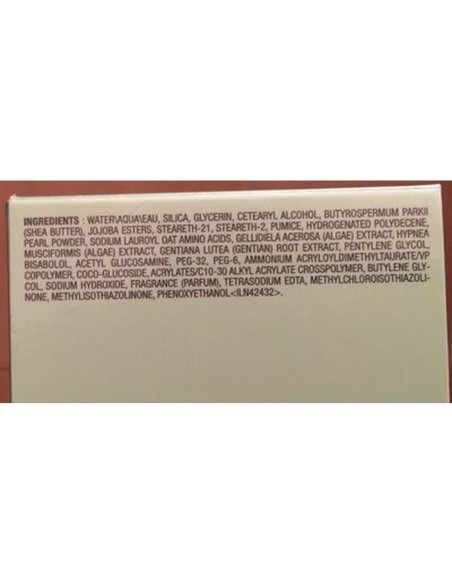 INGREDIENTS : WATER\AQUA\EAU, SILICA, GLYCERIN, CETEARYL ALCOHOL, BUTYROSPERMUM PARKII
(SHEA BUTTER), JOJOBA ESTERS, STEARETH-21, STEARETH-2, PUMICE, HYDROGENATED POLYDECENE,
PEARL POWDER, SODIUM LAUROYL OAT AMINO ACIDS, GELLIDIELA ACEROSA (ALGAE) EXTRACT, HYPNEA
MUSCIFORMIS (ALGAE) EXTRACT, GENTIANA LUTEA (GENTIAN) ROOT EXTRACT, PENTYLENE GLYCOL,
BISABOLOL, ACETYL GLUCOSAMINE, PEG-32, PEG-6, AMMONIUM ACRYLOYLDIMETHYLTAURATE/VP
COPOLYMER, COCO-GLUCOSIDE, ACRYLATES/C10-30 ALKYL ACRYLATE CROSSPOLYMER, BUTYLENE GLY-
COL, SODIUM HYDROXIDE, FRAGRANCE (PARFUM), TETRASODIUM EDTA, METHYLCHLOROISOTHIAZOLI-
NONE, METHYLSOTHIAZOLINONE, PHENOXYETHANOL<ILN42432>.